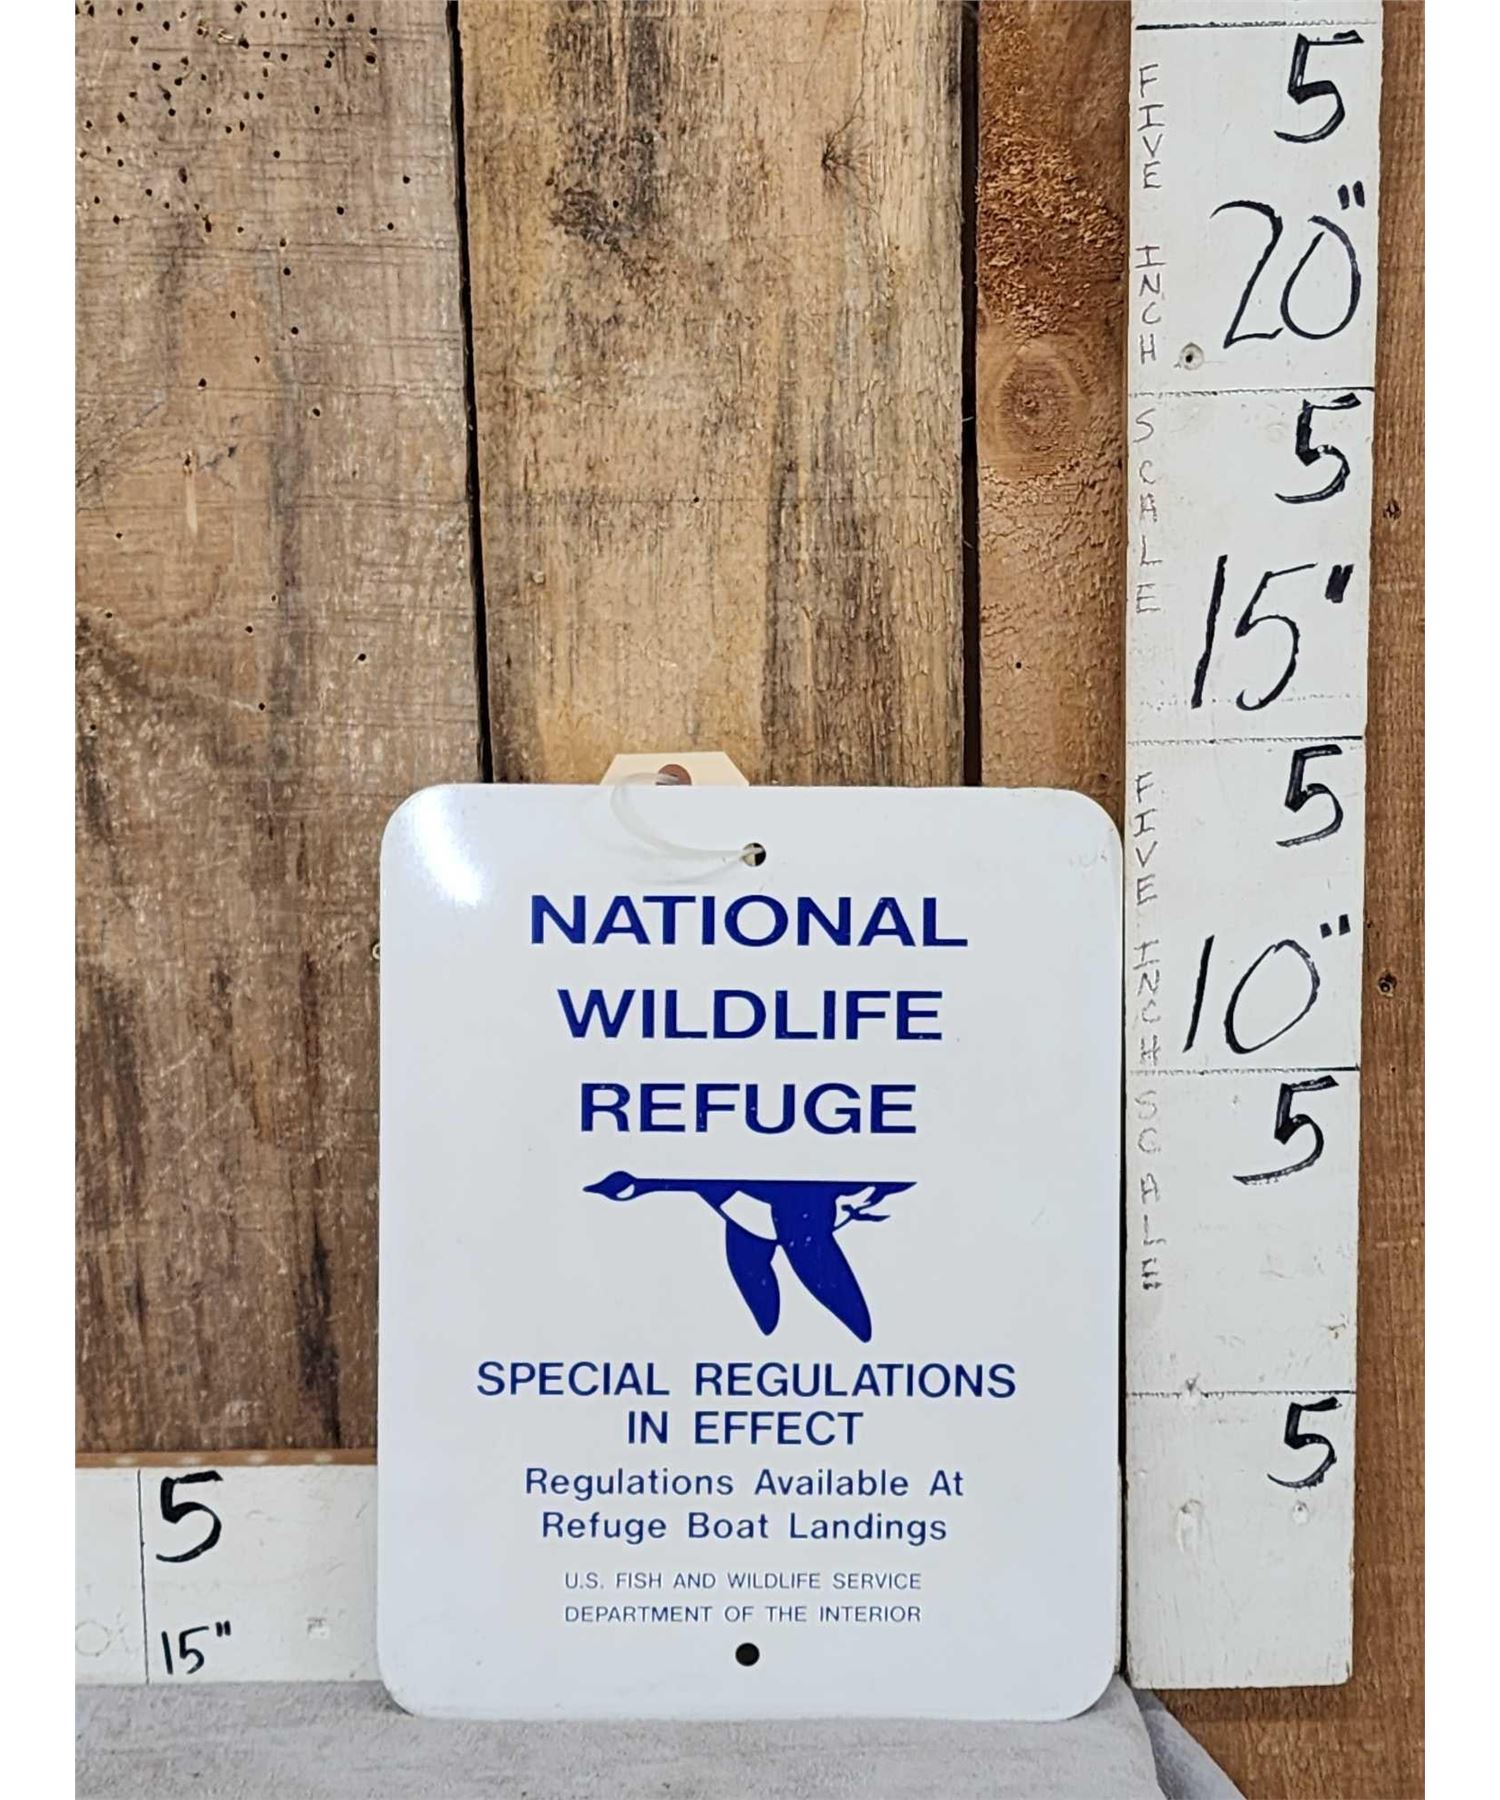 5
FIVE INCH
20"
5
SCALE
15"
5
FIVE INCH
10"
5
SCALE
5
NATIONAL
WILDLIFE
REFUGE
SPECIAL REGULATIONS
IN EFFECT
Regulations Available At
Refuge Boat Landings
U.S. FISH AND WILDLIFE SERVICE
DEPARTMENT OF THE INTERIOR
5
15"